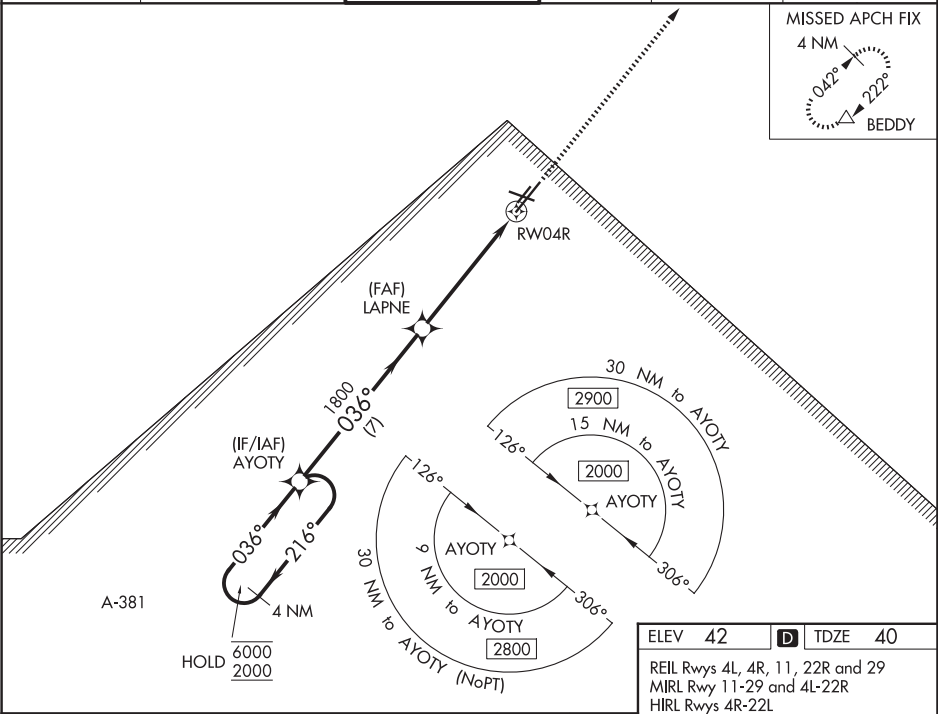 MISSED APCH FIX
4 NM
042°
222°
BEDDY
RW04R
(FAF)
LAPNE
1800
036°
(7)
(IF/IAF)
AYOTY
036°
216°
4 NM
HOLD
6000
2000
A-381
30 NM to AYOTY
2900
15 NM to AYOTY
2000
126°
AYOTY
306°
126°
AYOTY
306°
2000
9 NM to AYOTY
2800
30 NM to AYOTY (NoPT)
ELEV 42 D TDZE 40
REIL Rwys 4L, 4R, 11, 22R and 29
MIRL Rwy 11-29 and 4L-22R
HIRL Rwys 4R-22L